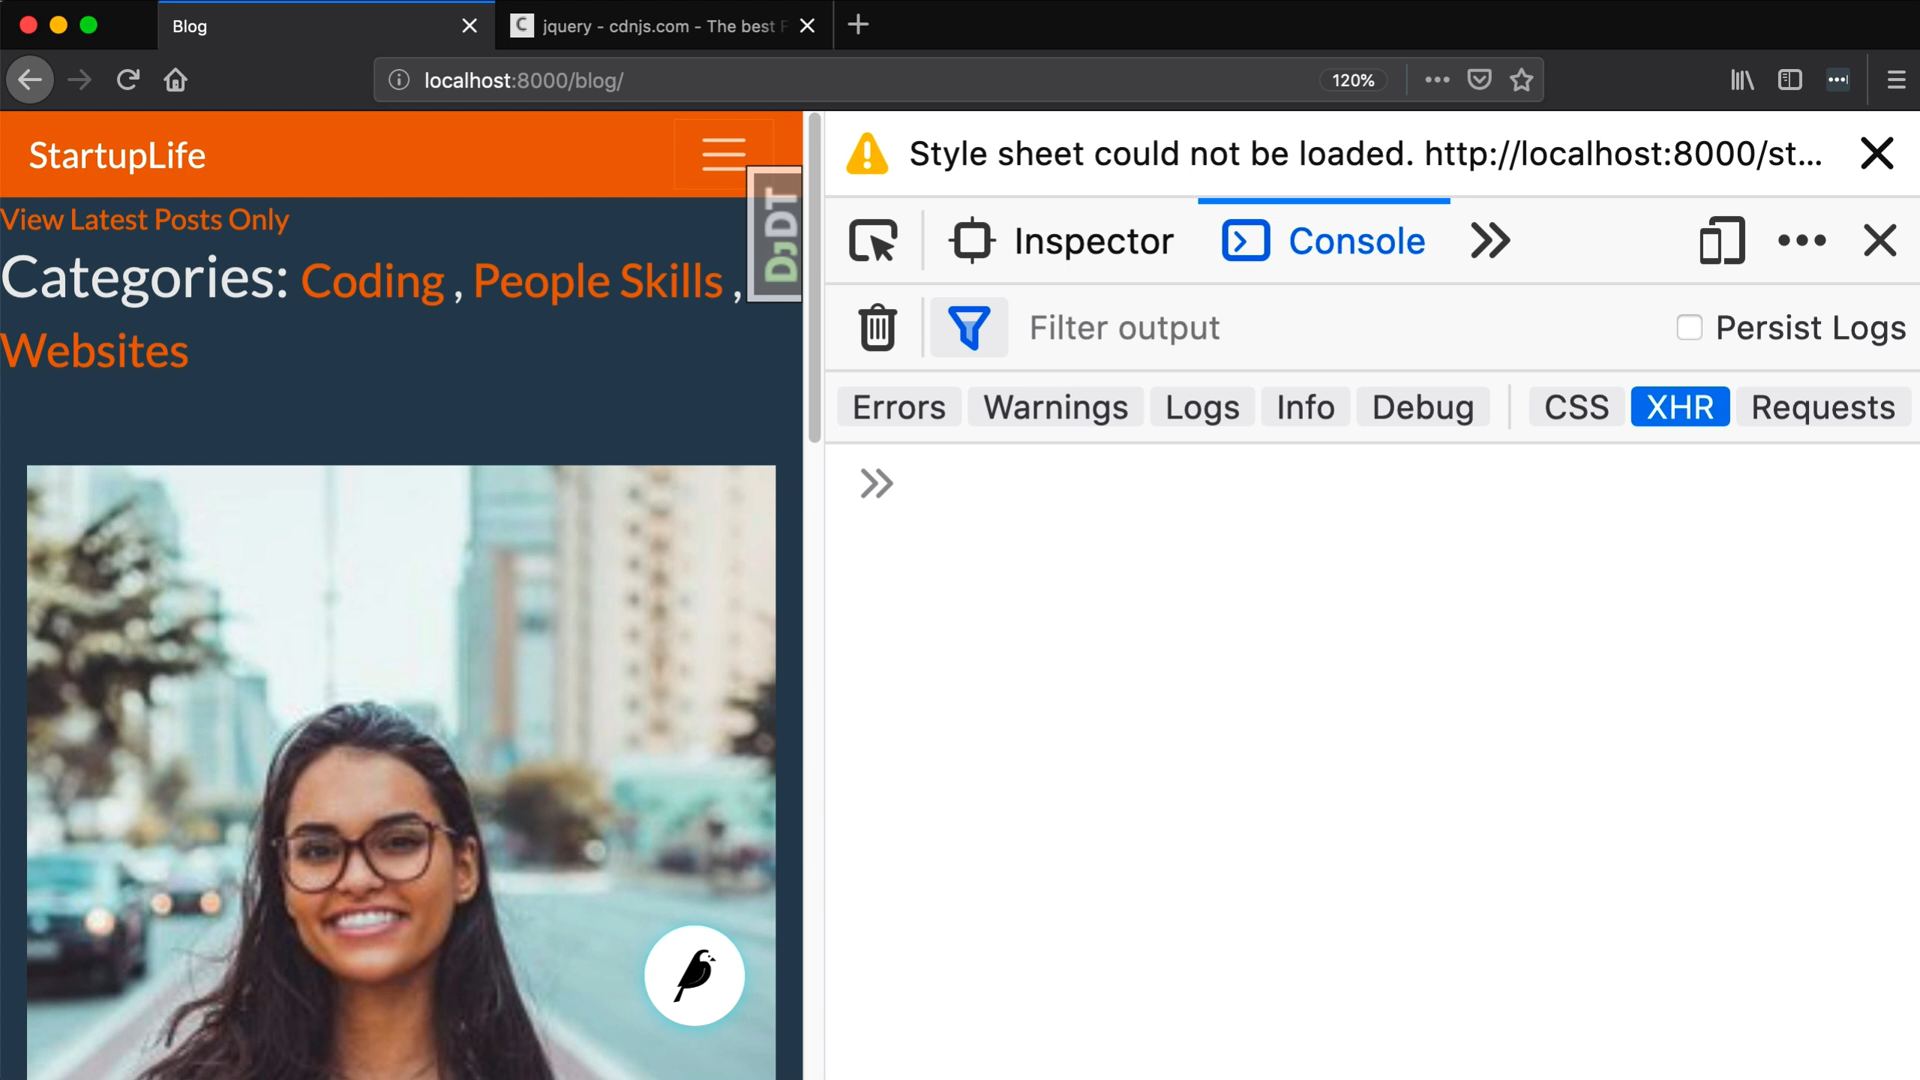 Blog
C jquery - cdnjs.com - The best F
localhost:8000/blog/
120%
StartupLife
Style sheet could not be loaded. http://localhost:8000/st...
View Latest Posts Only
DJDT
Inspector
Console
Categories: Coding , People Skills ,
Websites
Filter output
Persist Logs
Errors
Warnings
Logs
Info
Debug
CSS
XHR
Requests